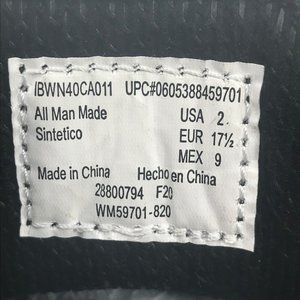 IBWN40CA011 UPC#0605388459701
All Man Made USA 2
Sintetico EUR 17½
MEX 9
Made in China Hecho en China
28800794 F20
WM59701-820